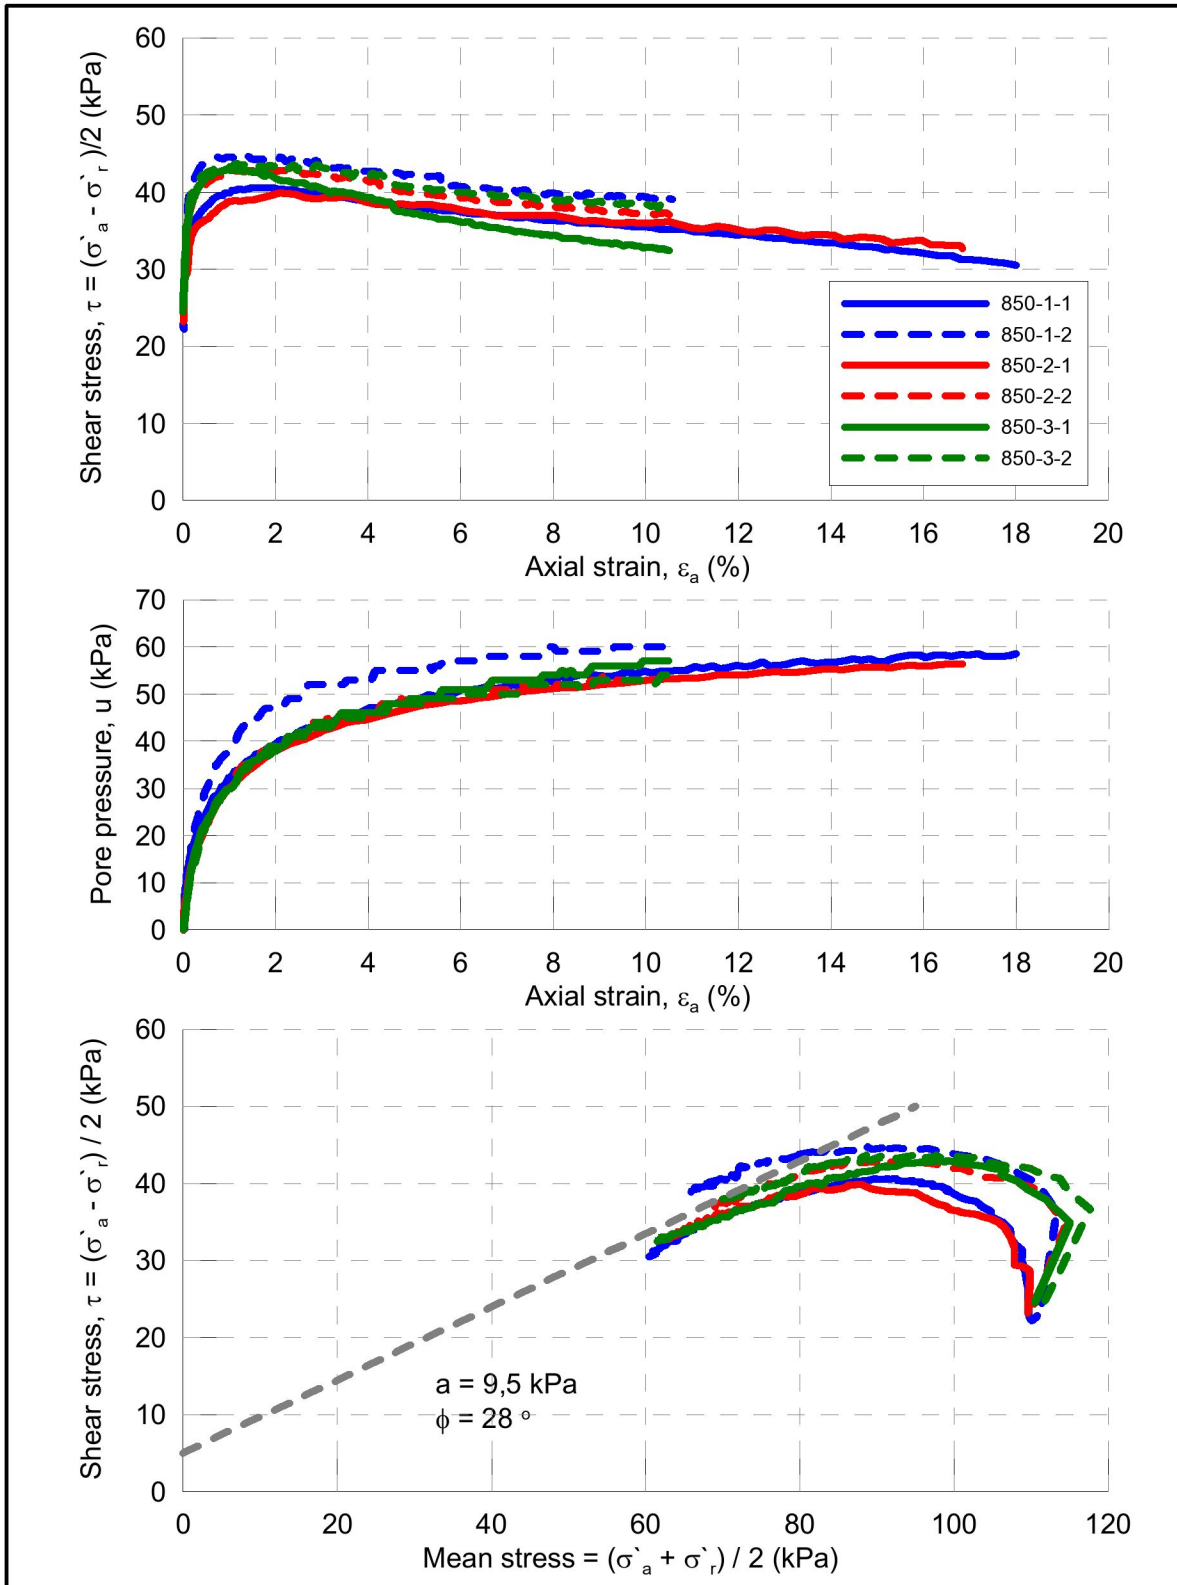 Shear stress, τ = (σ`a - σ`r )/2 (kPa)
60
50
40
30
20
10
0
850-1-1
850-1-2
850-2-1
850-2-2
850-3-1
850-3-2
0 2 4 6 8 10 12 14 16 18 20
Axial strain, εa (%)
Pore pressure, u (kPa)
70
60
50
40
30
20
10
0
0 2 4 6 8 10 12 14 16 18 20
Axial strain, εa (%)
Shear stress, τ = (σ`a - σ`r) / 2 (kPa)
60
50
40
30
20
10
0
a = 9,5 kPa
ϕ = 28 °
0 20 40 60 80 100 120
Mean stress = (σ`a + σ`r) / 2 (kPa)